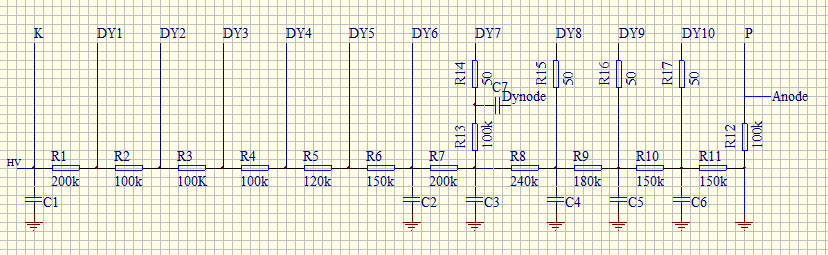 K DY1 DY2 DY3 DY4 DY5 DY6 DY7 DY8 DY9 DY10 P
R14 50 R15 50 R16 50 R17 50
C7 Dynode Anode
R13 100k R12 100k
HV R1 R2 R3 R4 R5 R6 R7 R8 R9 R10 R11
200k 100k 100K 100k 120k 150k 200k 240k 180k 150k 150k
C1 C2 C3 C4 C5 C6